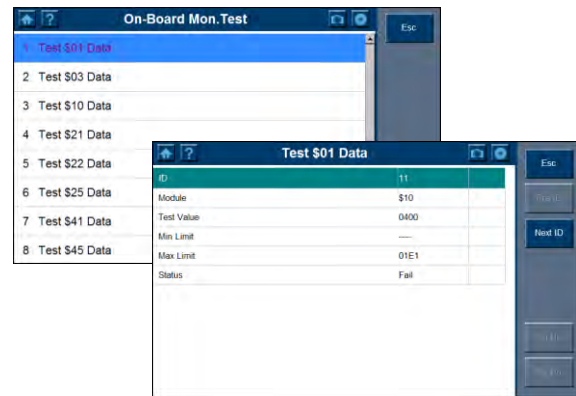 ? On-Board Mon.Test
Esc
1 Test $01 Data
2 Test $03 Data
3 Test $10 Data
4 Test $21 Data
5 Test $22 Data
6 Test $25 Data
7 Test $41 Data
8 Test $45 Data
? Test $01 Data
Esc
ID 11
Module $10
Test Value 0400
Min Limit ----
Max Limit 01E1
Status Fail
Next ID